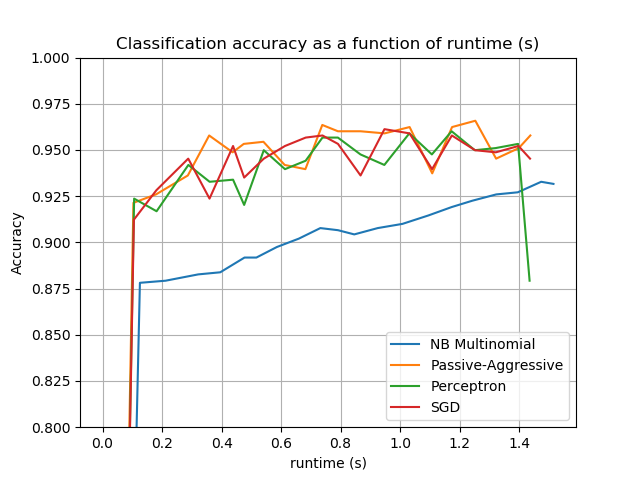 Classification accuracy as a function of runtime (s)
1.000
0.975
0.950
0.925
0.900
0.875
0.850
0.825
0.800
Accuracy
0.0 0.2 0.4 0.6 0.8 1.0 1.2 1.4
runtime (s)
NB Multinomial
Passive-Aggressive
Perceptron
SGD